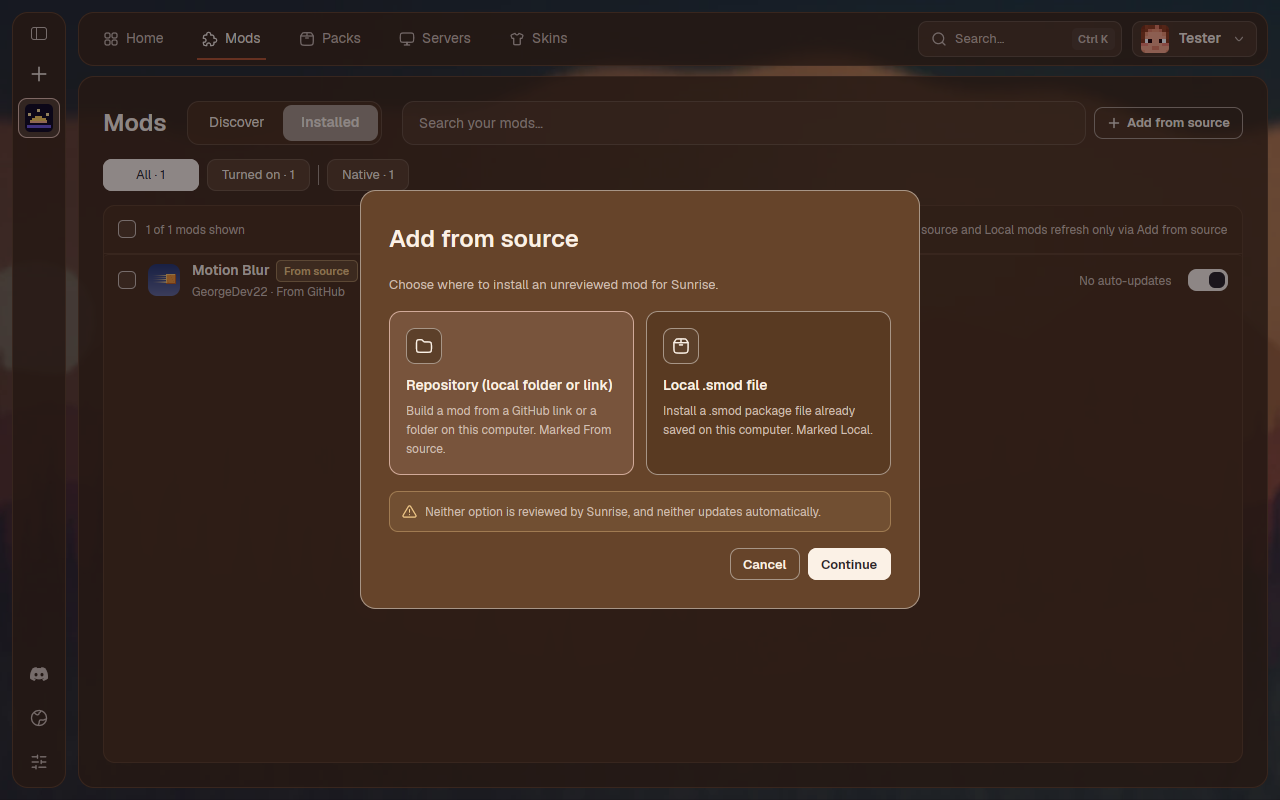 Home
Mods
Packs
Servers
Skins
Search...
Ctrl K
Tester
Mods
Discover
Installed
Search your mods...
Add from source
All · 1
Turned on · 1
Native · 1
1 of 1 mods shown
source and Local mods refresh only via Add from source
Motion Blur
From source
GeorgeDev22 · From GitHub
No auto-updates
Add from source
Choose where to install an unreviewed mod for Sunrise.
Repository (local folder or link)
Build a mod from a GitHub link or a
folder on this computer. Marked From
source.
Local .smod file
Install a .smod package file already
saved on this computer. Marked Local.
Neither option is reviewed by Sunrise, and neither updates automatically.
Cancel
Continue